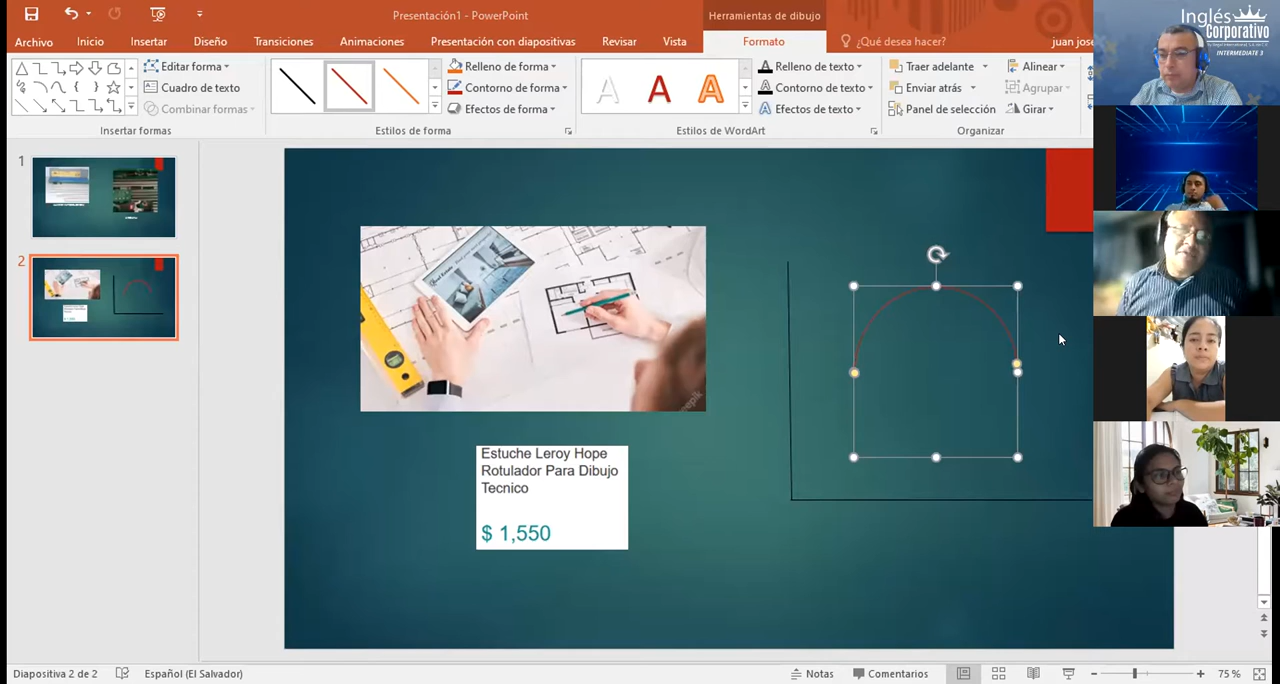 Presentación1 - PowerPoint
Herramientas de dibujo
Archivo
Inicio
Insertar
Diseño
Transiciones
Animaciones
Presentación con diapositivas
Revisar
Vista
Formato
¿Qué desea hacer?
juan jose
Editar forma
Cuadro de texto
Combinar formas
Insertar formas
Relleno de forma
Contorno de forma
Efectos de forma
Estilos de forma
A
A
A
Relleno de texto
Contorno de texto
Efectos de texto
Estilos de WordArt
Traer adelante
Enviar atrás
Panel de selección
Alinear
Agrupar
Girar
Organizar
Inglés
Corporativo
INTERMEDIATE 3
1
2
Estuche Leroy Hope
Rotulador Para Dibujo
Tecnico
$ 1,550
Diapositiva 2 de 2
Español (El Salvador)
Notas
Comentarios
75 %